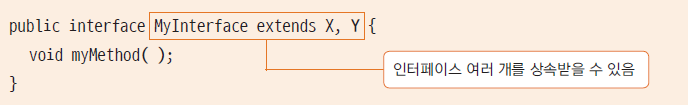 public interface MyInterface extends X, Y {
void myMethod( );
인터페이스 여러 개를 상속받을 수 있음
}